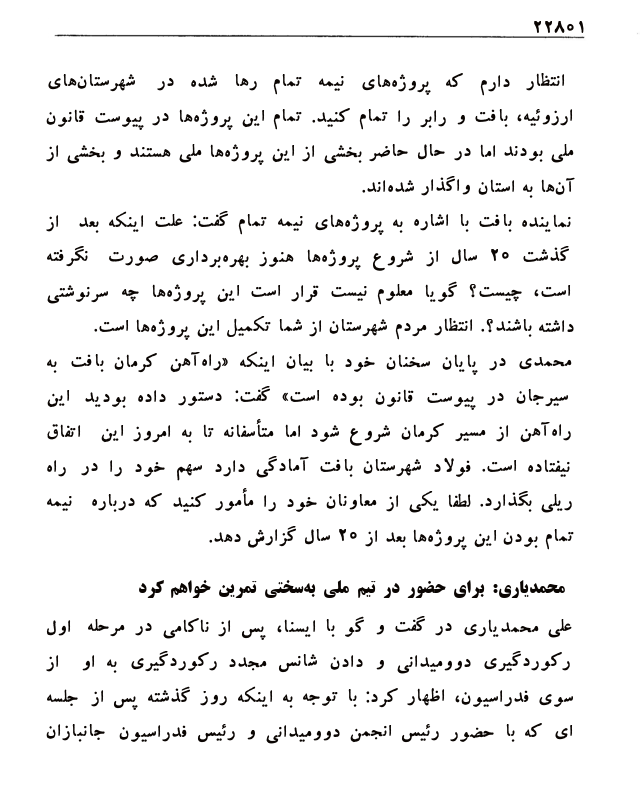 ۲۲۸۰۱
انتظار دارم که پروژه‌های نیمه تمام رها شده در شهرستان‌های
ارزوئیه، بافت و رابر را تمام کنید. تمام این پروژه‌ها در پیوست قانون
ملی بودند اما در حال حاضر بخشی از این پروژه‌ها ملی هستند و بخشی از
آن‌ها به استان واگذار شده‌اند.
نماینده بافت با اشاره به پروژه‌های نیمه تمام گفت: علت اینکه بعد از
گذشت ۲۰ سال از شروع پروژه‌ها هنوز بهره‌برداری صورت نگرفته
است، چیست؟ گویا معلوم نیست قرار است این پروژه‌ها چه سرنوشتی
داشته باشند؟. انتظار مردم شهرستان از شما تکمیل این پروژه‌ها است.
محمدی در پایان سخنان خود با بیان اینکه «راه‌آهن کرمان بافت به
سیرجان در پیوست قانون بوده است» گفت: دستور داده بودید این
راه‌آهن از مسیر کرمان شروع شود اما متأسفانه تا به امروز این اتفاق
نیفتاده است. فولاد شهرستان بافت آمادگی دارد سهم خود را در راه
ریلی بگذارد. لطفا یکی از معاونان خود را مأمور کنید که درباره نیمه
تمام بودن این پروژه‌ها بعد از ۲۰ سال گزارش دهد.
محمدیاری: برای حضور در تیم ملی به‌سختی تمرین خواهم کرد
علی محمدیاری در گفت و گو با ایسنا، پس از ناکامی در مرحله اول
رکوردگیری دوومیدانی و دادن شانس مجدد رکوردگیری به او از
سوی فدراسیون، اظهار کرد: با توجه به اینکه روز گذشته پس از جلسه
ای که با حضور رئیس انجمن دوومیدانی و رئیس فدراسیون جانبازان